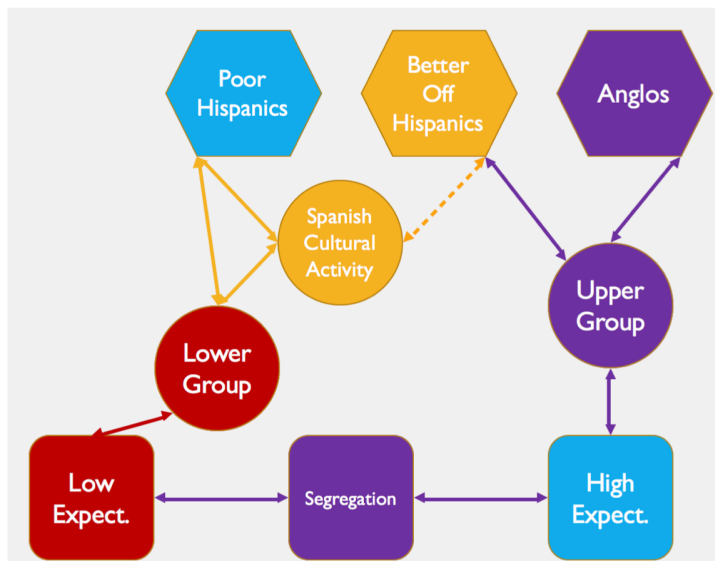 Poor
Hispanics
Better
Off
Hispanics
Anglos
Spanish
Cultural
Activity
Upper
Group
Lower
Group
Low
Expect.
Segregation
High
Expect.